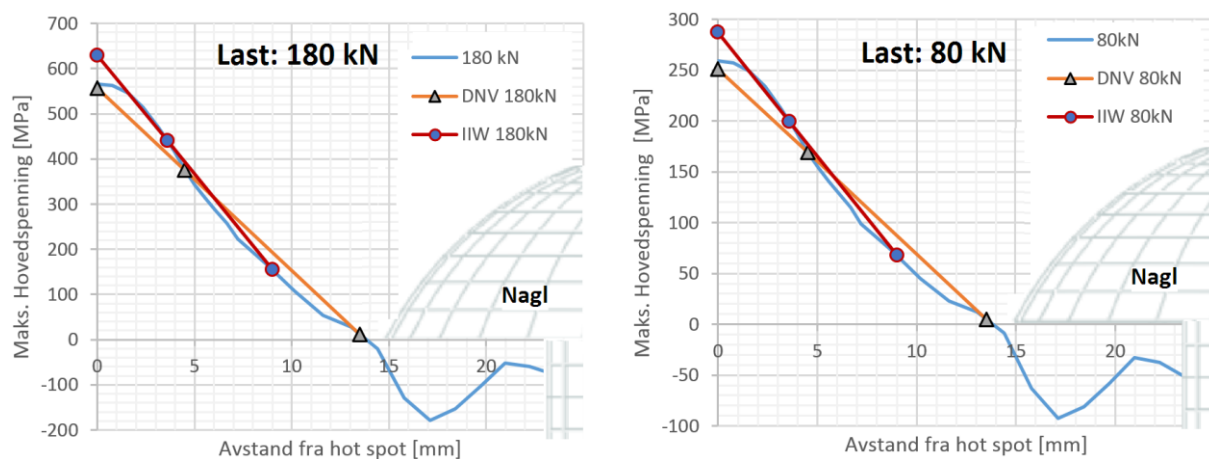 Last: 180 kN
180 kN
DNV 180kN
IIW 180kN
Nagl
Maks. Hovedspenning [MPa]
700
600
500
400
300
200
100
0
-100
-200
0
5
10
15
20
Avstand fra hot spot [mm]
Last: 80 kN
80kN
DNV 80kN
IIW 80kN
Nagl
Maks. Hovedspenning [MPa]
300
250
200
150
100
50
0
-50
-100
0
5
10
15
20
Avstand fra hot spot [mm]